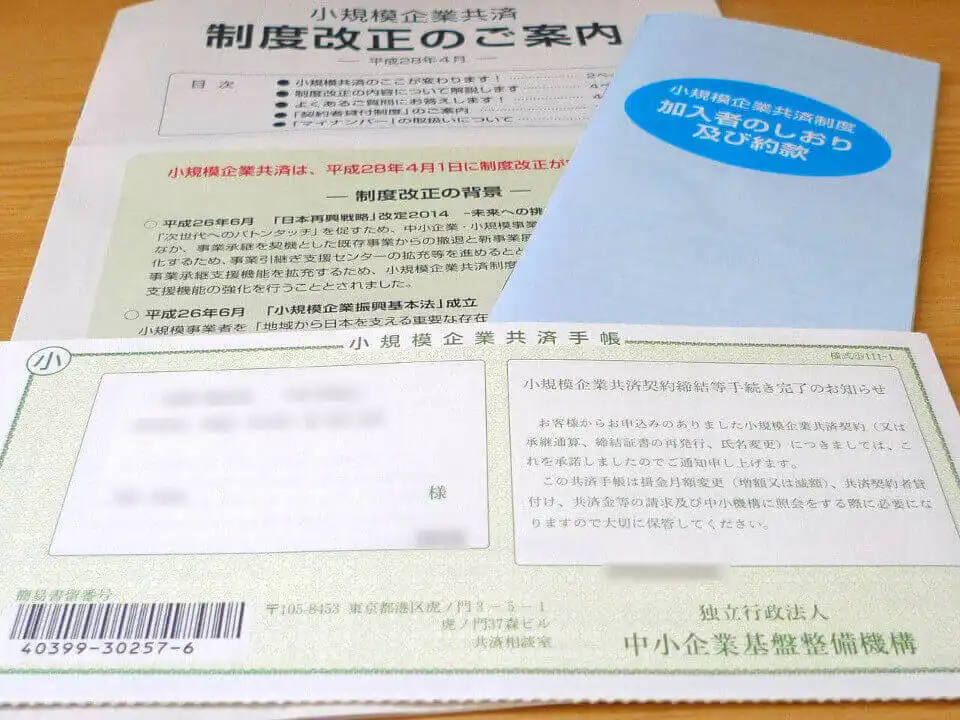 小規模企業共済
制度改正のご案内
― 平成28年4月 ―
目 次
● 小規模共済のここが変わります! 2ペ
● 制度改正の内容について解説します 4ペ
● よくあるご質問にお答えします! 4
● 「契約者貸付制度」のご案内
● 「マイナンバー」の取扱いについて
小規模企業共済は、平成28年4月1日に制度改正が
― 制度改正の背景 ―
○ 平成26年6月 「日本再興戦略」改定2014 -未来への挑
「次世代へのバトンタッチ」を促すため、中小企業・小規模事業
なか、事業承継を契機とした既存事業からの撤退と新事業展
化するため、事業引継ぎ支援センターの拡充等を進めるとと
事業承継支援機能を拡充するため、小規模企業共済制度
支援機能の強化を行うこととされました。
○ 平成26年6月 「小規模企業振興基本法」成立
小規模事業者を「地域から日本を支える重要な存在
小規模企業共済制度
加入者のしおり
及び約款
小規模企業共済手帳
小
様式㊥111-1
様
小規模企業共済契約締結等手続き完了のお知らせ
お客様からお申込みのありました小規模企業共済契約(又は
承継通算、締結証書の再発行、氏名変更)につきましては、こ
れを承諾しましたのでご通知申し上げます。
この共済手帳は掛金月額変更(増額又は減額)、共済契約者貸
付け、共済金等の請求及び中小機構に照会をする際に必要にな
りますので大切に保管してください。
簡易書留番号
40399-30257-6
〒105-8453 東京都港区虎ノ門3-5-1
虎ノ門37森ビル
共済相談室
独立行政法人
中小企業基盤整備機構